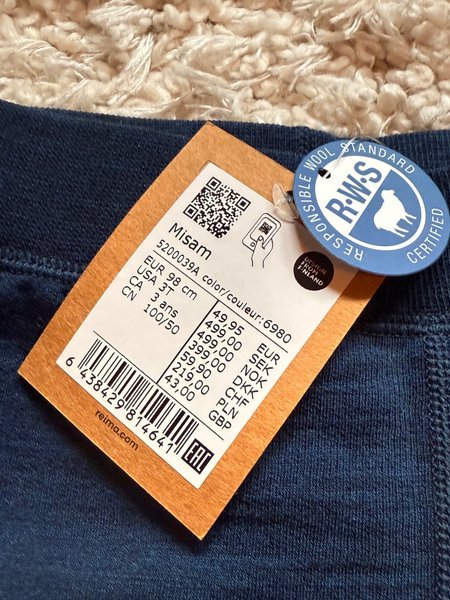 RESPONSIBLE WOOL STANDARD
R·W·S
CERTIFIED
DESIGN
FROM
FINLAND
Misam
5200039A color/couleur:6980
EUR 98 cm
USA 3T
CA 3 ans
CN 100/50
49,95 EUR
499,00 SEK
499,00 NOK
399,00 DKK
59,90 CHF
219,00 PLN
43,00 GBP
6 438429 814641
EAC
reima.com